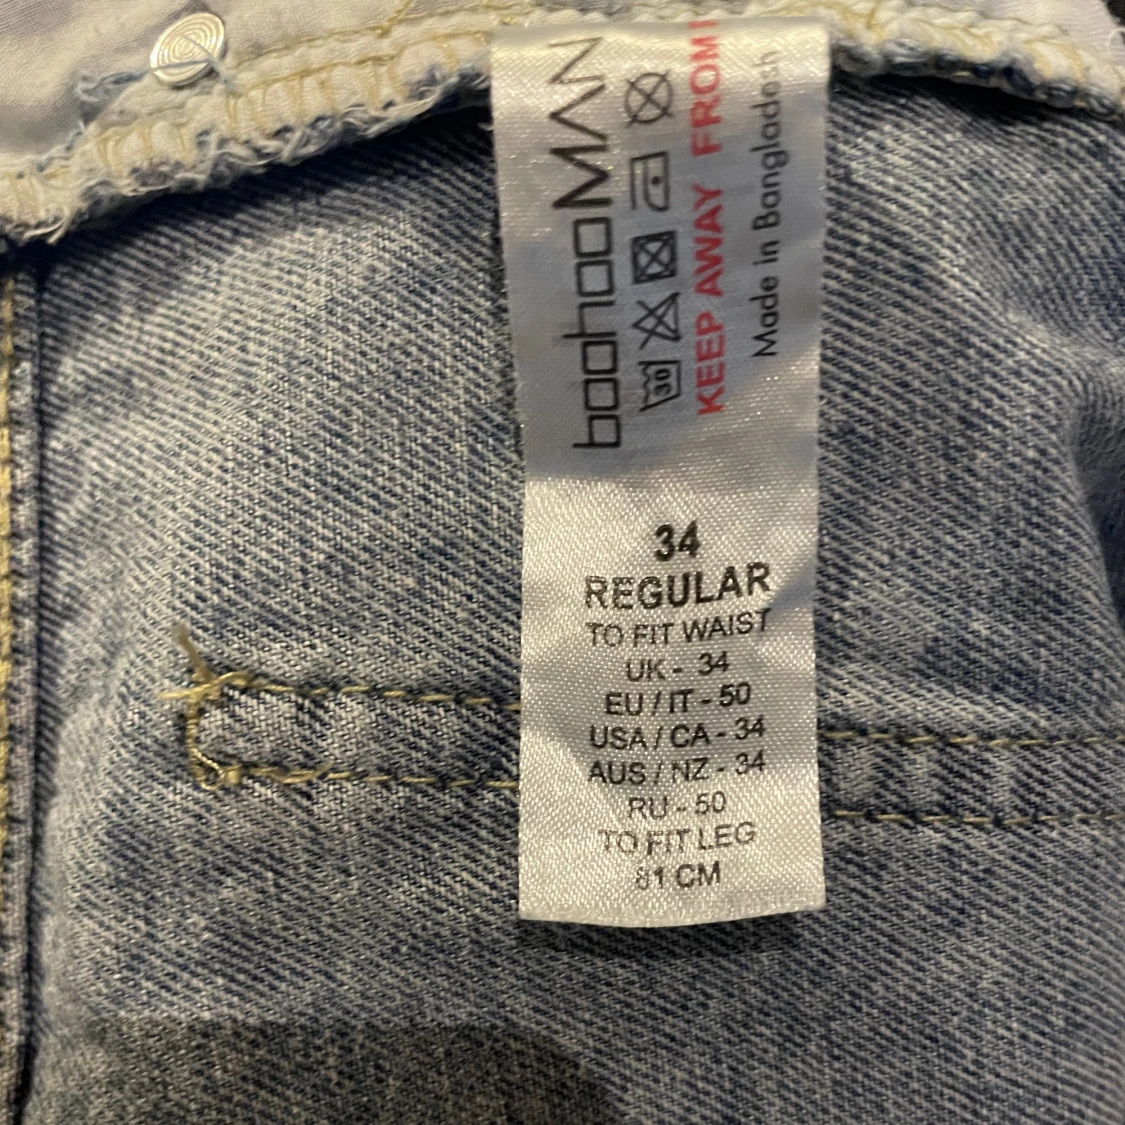 boohooMAN
30
KEEP AWAY FROM
Made in Bangladesh
34
REGULAR
TO FIT WAIST
UK - 34
EU / IT - 50
USA / CA - 34
AUS / NZ - 34
RU - 50
TO FIT LEG
81 CM